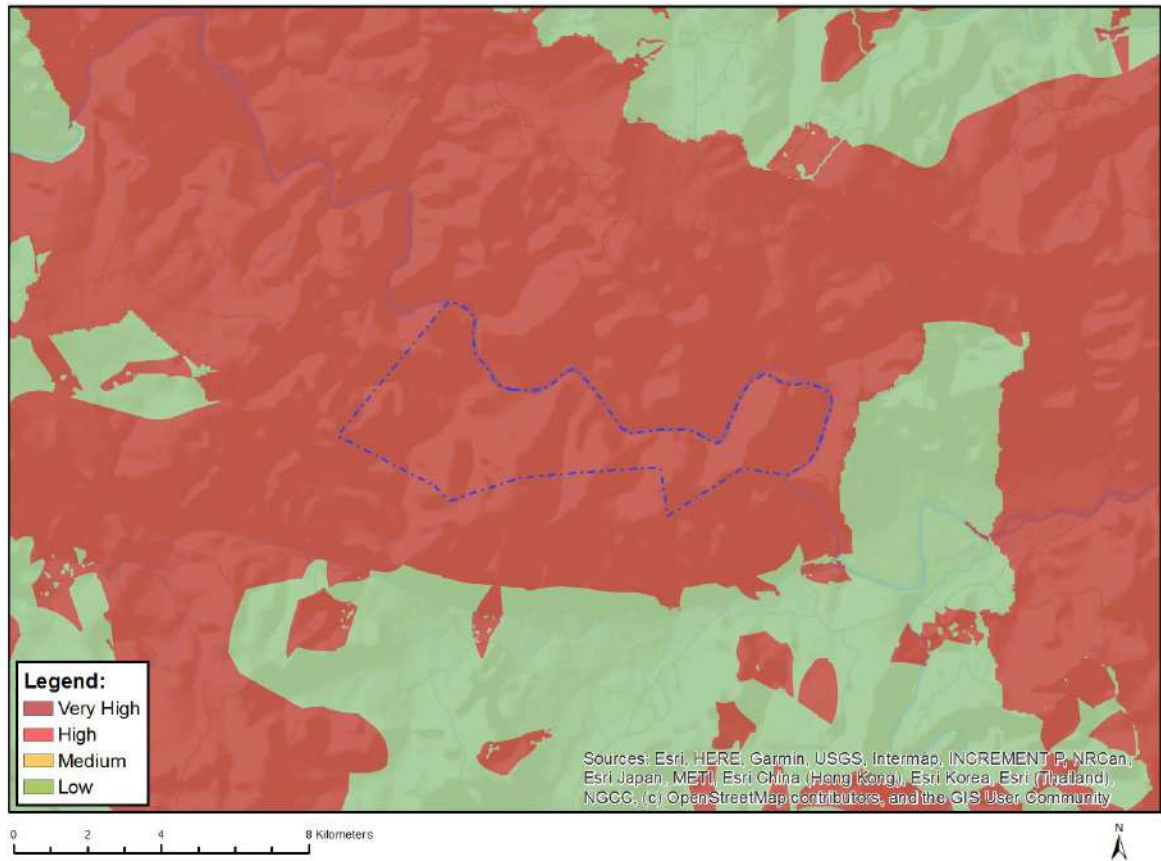 Legend:
Very High
High
Medium
Low
Sources: Esri, HERE, Garmin, USGS, Intermap, INCREMENT P, NRCan,
Esri Japan, METI, Esri China (Hong Kong), Esri Korea, Esri (Thailand),
NGCC, (c) OpenStreetMap contributors, and the GIS User Community
0 2 4 8 Kilometers
N